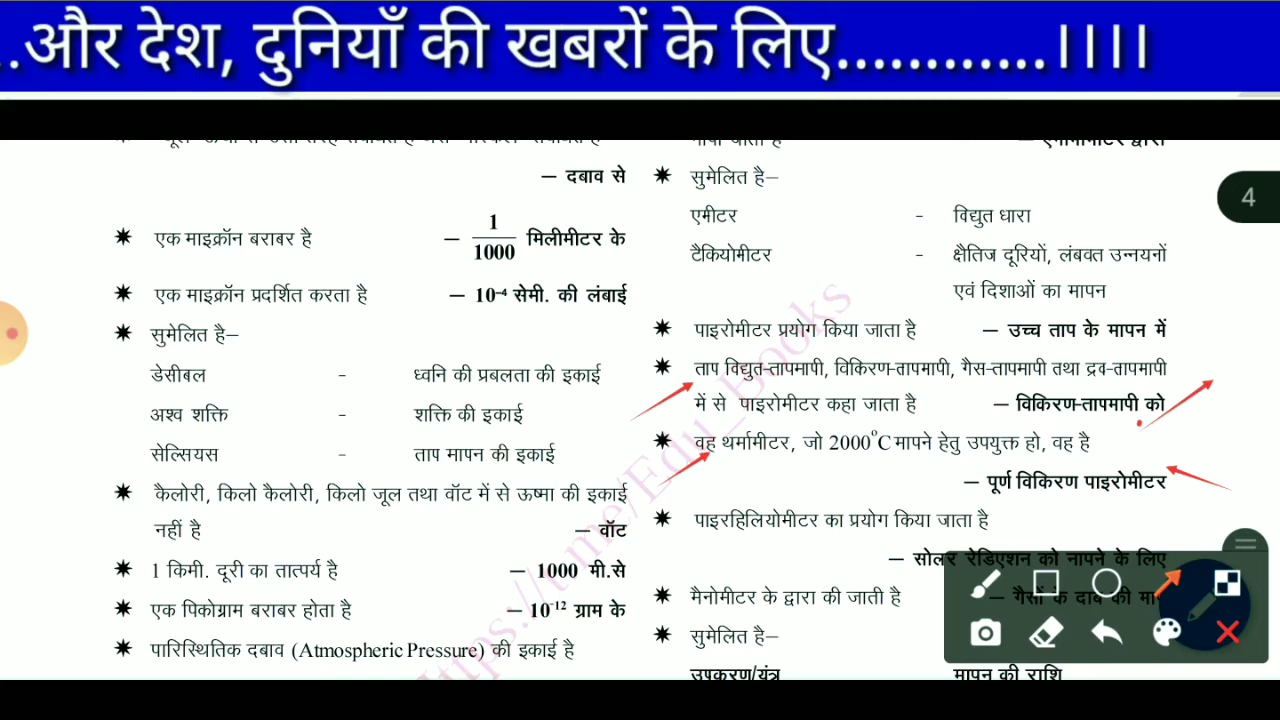 ..और देश, दुनियाँ की खबरों के लिए............।।।।
– दबाव से
✷ एक माइक्रॉन बराबर है – 1/1000 मिलीमीटर के
✷ एक माइक्रॉन प्रदर्शित करता है – 10⁻⁴ सेमी. की लंबाई
✷ सुमेलित है–
डेसीबल - ध्वनि की प्रबलता की इकाई
अश्व शक्ति - शक्ति की इकाई
सेल्सियस - ताप मापन की इकाई
✷ कैलोरी, किलो कैलोरी, किलो जूल तथा वॉट में से ऊष्मा की इकाई
नहीं है – वॉट
✷ 1 किमी. दूरी का तात्पर्य है – 1000 मी.से
✷ एक पिकोग्राम बराबर होता है – 10⁻¹² ग्राम के
✷ पारिस्थितिक दबाव (Atmospheric Pressure) की इकाई है
✷ सुमेलित है–
एमीटर - विद्युत धारा
टैकियोमीटर - क्षैतिज दूरियों, लंबवत उन्नयनों
एवं दिशाओं का मापन
✷ पाइरोमीटर प्रयोग किया जाता है – उच्च ताप के मापन में
✷ ताप विद्युत-तापमापी, विकिरण-तापमापी, गैस-तापमापी तथा द्रव-तापमापी
में से पाइरोमीटर कहा जाता है – विकिरण-तापमापी को
✷ वह थर्मामीटर, जो 2000°C मापने हेतु उपयुक्त हो, वह है
– पूर्ण विकिरण पाइरोमीटर
✷ पाइरहिलियोमीटर का प्रयोग किया जाता है
– सोलर रेडिएशन को नापने के लिए
✷ मैनोमीटर के द्वारा की जाती है – गैसों के दाब की
✷ सुमेलित है–
उपकरण/यंत्र मापन की राशि
4
https://t.me/Edu_Books